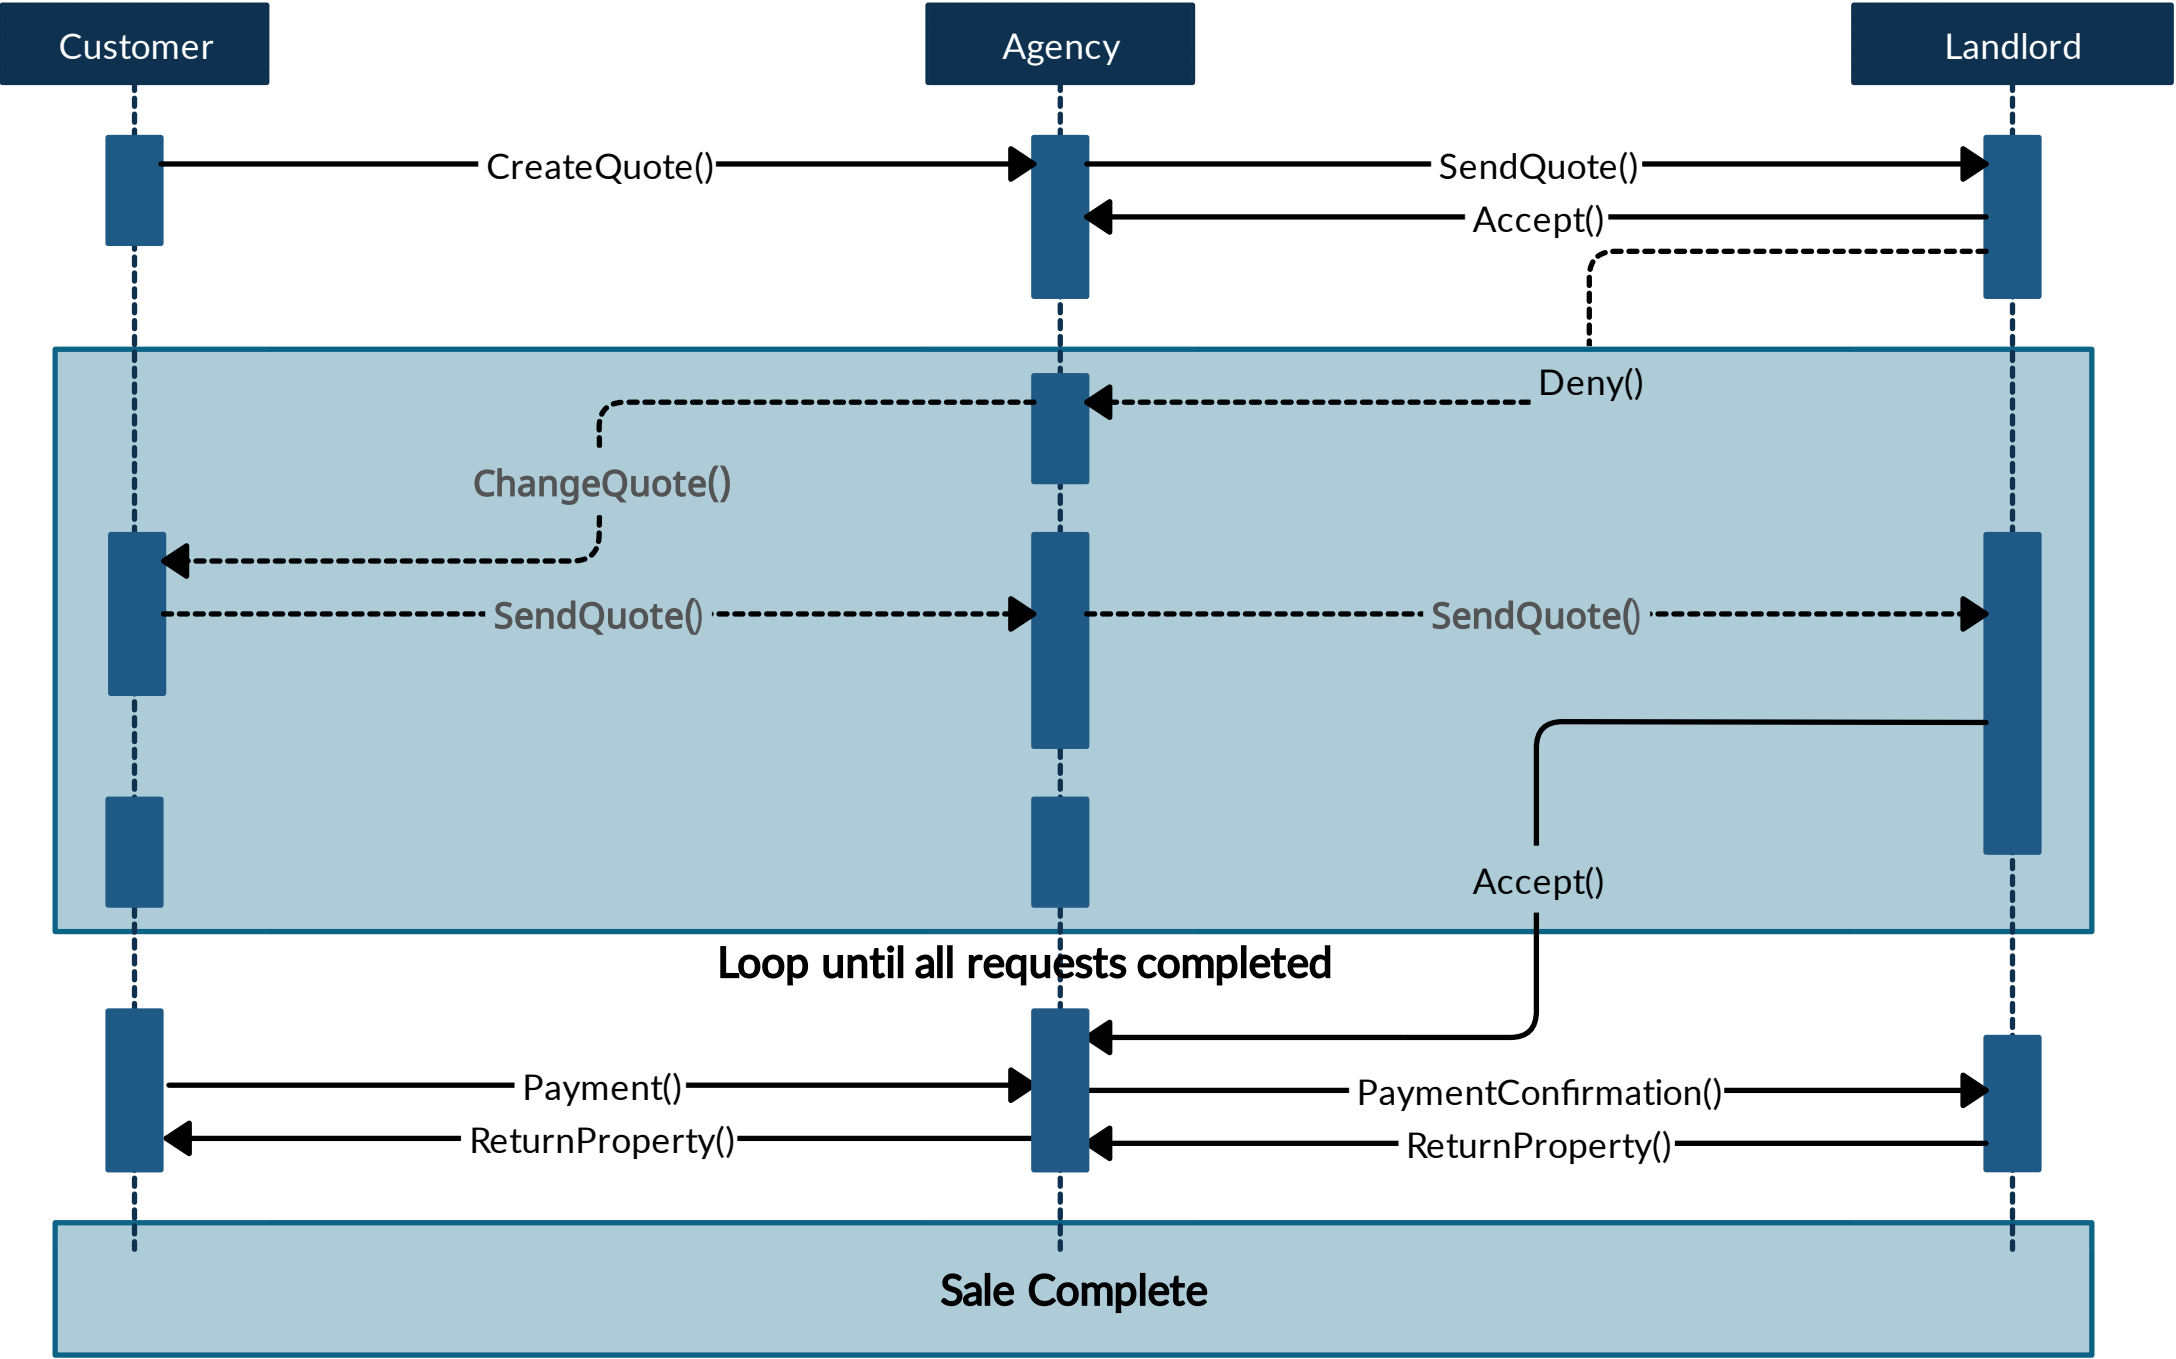 Customer
Agency
Landlord
CreateQuote()
SendQuote()
Accept()
Deny()
ChangeQuote()
SendQuote()
SendQuote()
Accept()
Loop until all requests completed
Payment()
PaymentConfirmation()
ReturnProperty()
ReturnProperty()
Sale Complete